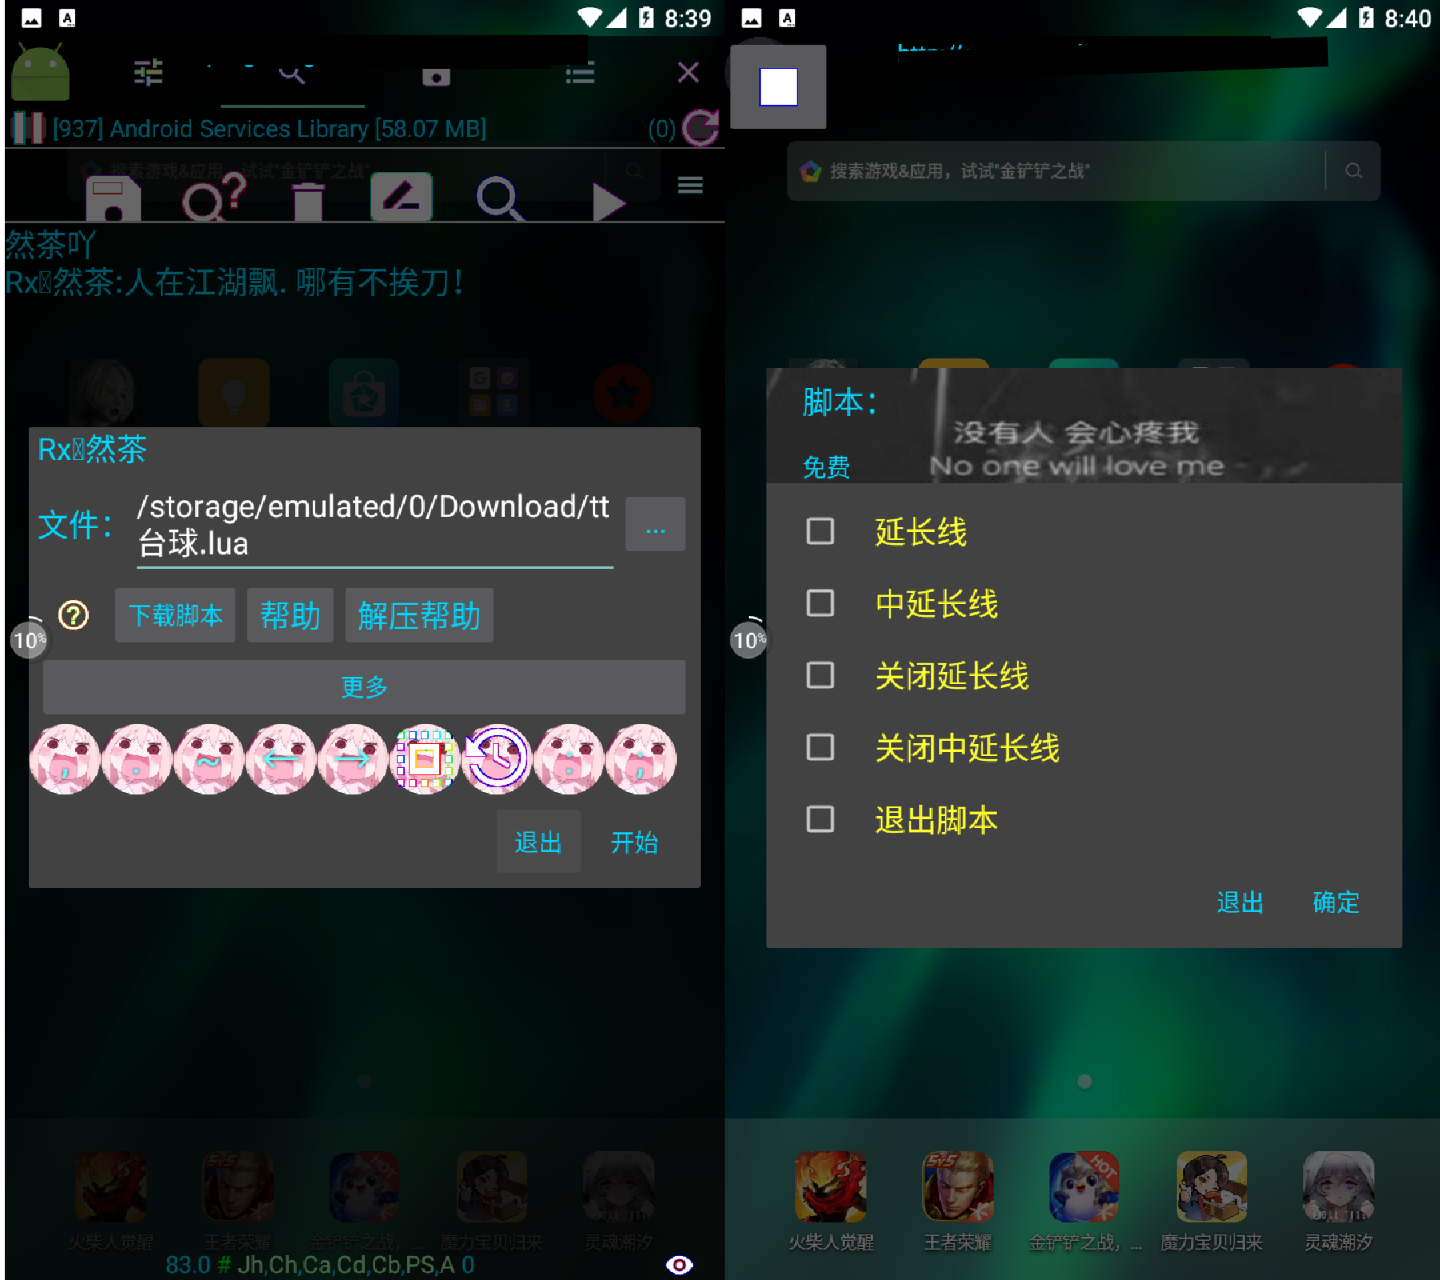 8:39
[937] Android Services Library [58.07 MB]
(0)
搜索游戏&应用，试试"金铲铲之战"
然茶吖
Rx然茶:人在江湖飘. 哪有不挨刀!
Rx然茶
文件:
/storage/emulated/0/Download/tt
台球.lua
...
下载脚本
帮助
解压帮助
10%
更多
退出
开始
火柴人觉醒
王者荣耀
金铲铲之战，...
魔力宝贝归来
灵魂潮汐
83.0 # Jh,Ch,Ca,Cd,Cb,PS,A 0
8:40
搜索游戏&应用，试试"金铲铲之战"
脚本:
没有人 会心疼我
No one will love me
免费
延长线
中延长线
10%
关闭延长线
关闭中延长线
退出脚本
退出
确定
HOT
5v5
火柴人觉醒
王者荣耀
金铲铲之战，...
魔力宝贝归来
灵魂潮汐